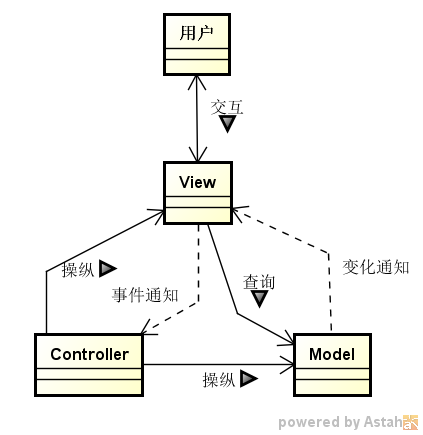 用户
交互
View
操纵
事件通知
查询
变化通知
Controller
Model
操纵
powered by Astah